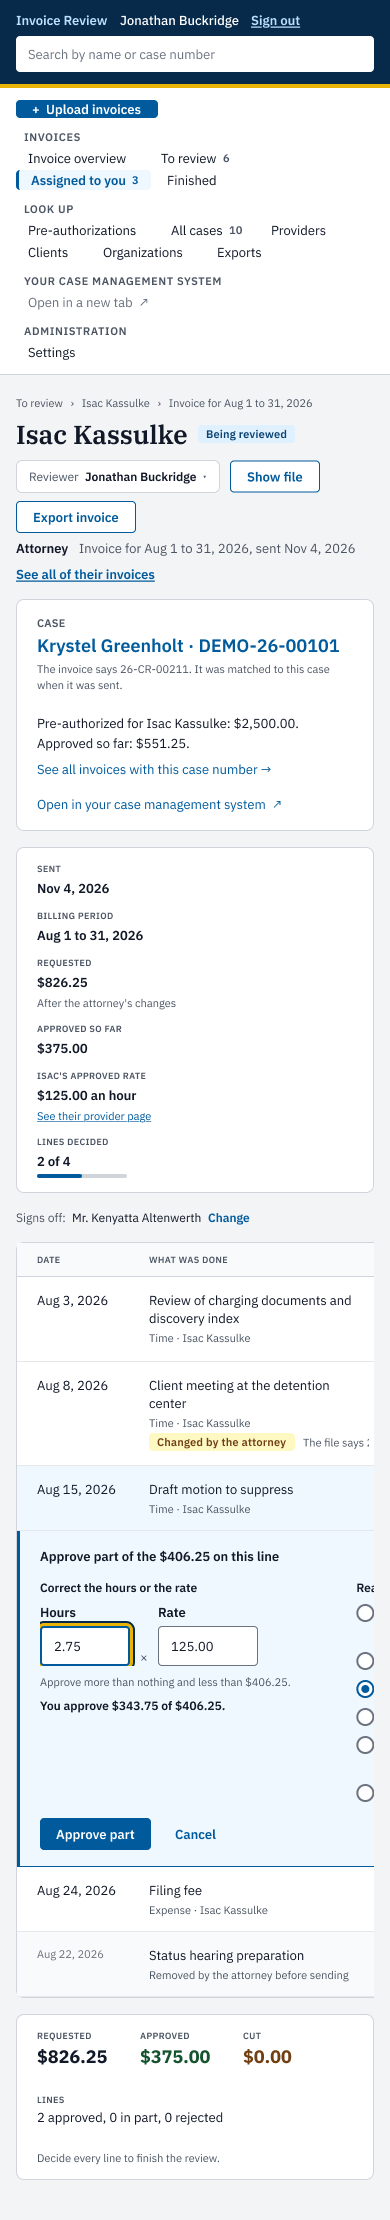 Invoice Review Jonathan Buckridge Sign out
Search by name or case number
+ Upload invoices
INVOICES
Invoice overview To review 6
Assigned to you 3 Finished
LOOK UP
Pre-authorizations All cases 10 Providers
Clients Organizations Exports
YOUR CASE MANAGEMENT SYSTEM
Open in a new tab ↗
ADMINISTRATION
Settings
To review › Isac Kassulke › Invoice for Aug 1 to 31, 2026
Isac Kassulke Being reviewed
Reviewer Jonathan Buckridge · Show file
Export invoice
Attorney Invoice for Aug 1 to 31, 2026, sent Nov 4, 2026
See all of their invoices
CASE
Krystel Greenholt · DEMO-26-00101
The invoice says 26-CR-00211. It was matched to this case
when it was sent.
Pre-authorized for Isac Kassulke: $2,500.00.
Approved so far: $551.25.
See all invoices with this case number →
Open in your case management system ↗
SENT
Nov 4, 2026
BILLING PERIOD
Aug 1 to 31, 2026
REQUESTED
$826.25
After the attorney's changes
APPROVED SO FAR
$375.00
ISAC'S APPROVED RATE
$125.00 an hour
See their provider page
LINES DECIDED
2 of 4
Signs off: Mr. Kenyatta Altenwerth Change
DATE WHAT WAS DONE
Aug 3, 2026 Review of charging documents and
discovery index
Time · Isac Kassulke
Aug 8, 2026 Client meeting at the detention
center
Time · Isac Kassulke
Changed by the attorney The file says
Aug 15, 2026 Draft motion to suppress
Time · Isac Kassulke
Approve part of the $406.25 on this line
Correct the hours or the rate
Hours Rate
2.75 × 125.00
Approve more than nothing and less than $406.25.
You approve $343.75 of $406.25.
Approve part Cancel
Aug 24, 2026 Filing fee
Expense · Isac Kassulke
Aug 22, 2026 Status hearing preparation
Removed by the attorney before sending
REQUESTED APPROVED CUT
$826.25 $375.00 $0.00
LINES
2 approved, 0 in part, 0 rejected
Decide every line to finish the review.